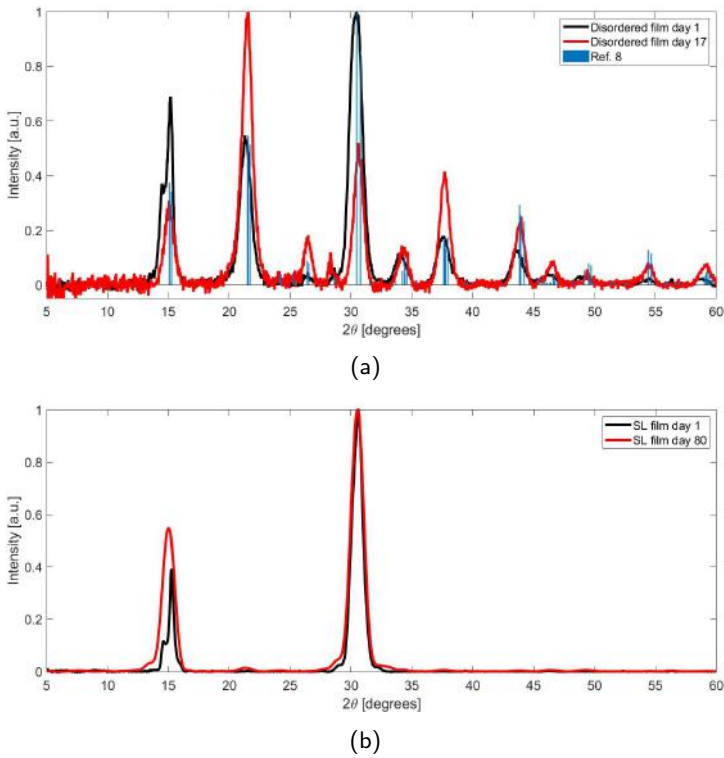 1
0.8
0.6
0.4
0.2
0
Intensity [a.u.]
Disordered film day 1
Disordered film day 17
Ref. 8
5 10 15 20 25 30 35 40 45 50 55 60
2θ [degrees]
(a)
1
0.8
0.6
0.4
0.2
0
Intensity [a.u.]
SL film day 1
SL film day 80
5 10 15 20 25 30 35 40 45 50 55 60
2θ [degrees]
(b)